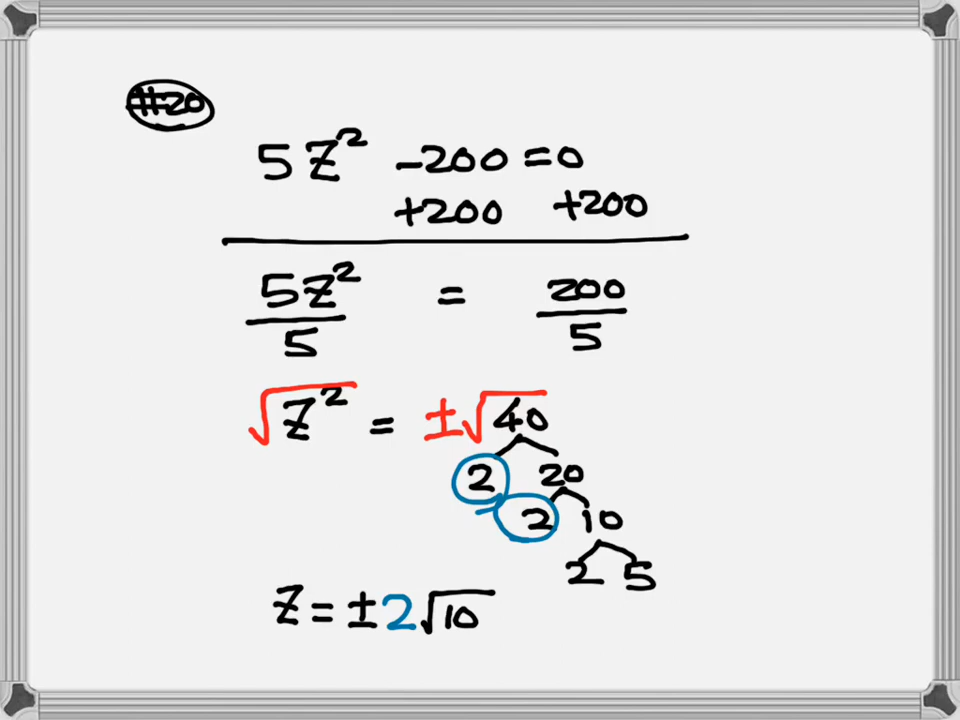 #20
5z² -200 = 0
+200 +200
5z²/5 = 200/5
√z² = ±√40
2 20
2 10
2 5
z = ±2√10